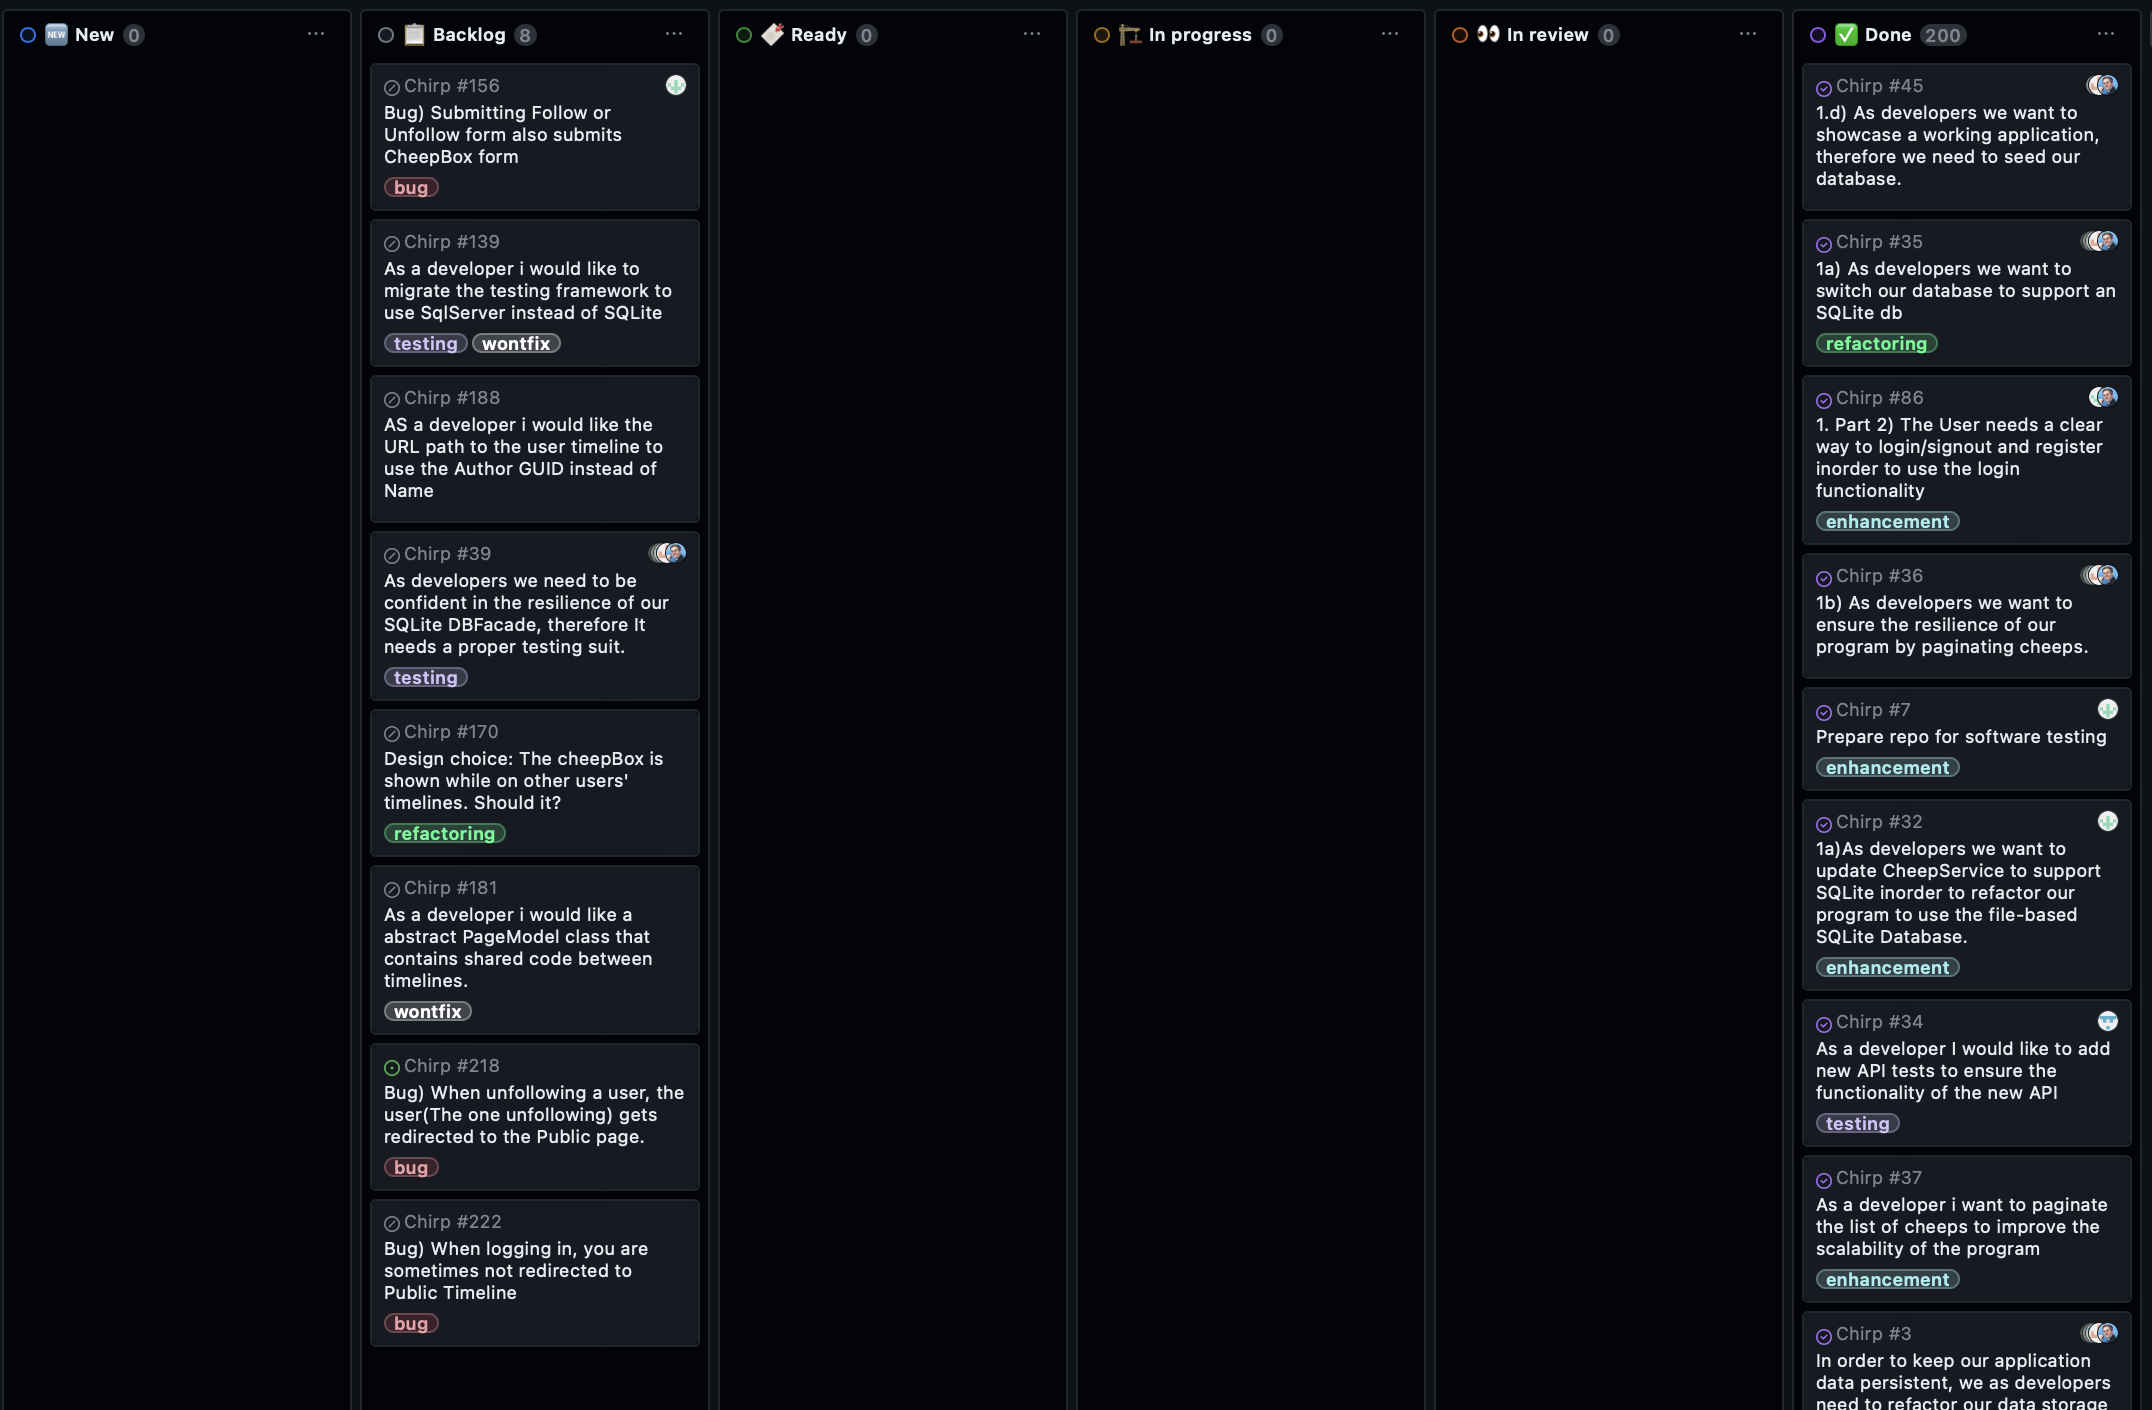 NEW New 0
Backlog 8
Chirp #156
Bug) Submitting Follow or
Unfollow form also submits
CheepBox form
bug
Chirp #139
As a developer i would like to
migrate the testing framework to
use SqlServer instead of SQLite
testing wontfix
Chirp #188
AS a developer i would like the
URL path to the user timeline to
use the Author GUID instead of
Name
Chirp #39
As developers we need to be
confident in the resilience of our
SQLite DBFacade, therefore It
needs a proper testing suit.
testing
Chirp #170
Design choice: The cheepBox is
shown while on other users'
timelines. Should it?
refactoring
Chirp #181
As a developer i would like a
abstract PageModel class that
contains shared code between
timelines.
wontfix
Chirp #218
Bug) When unfollowing a user, the
user(The one unfollowing) gets
redirected to the Public page.
bug
Chirp #222
Bug) When logging in, you are
sometimes not redirected to
Public Timeline
bug
Ready 0
In progress 0
In review 0
Done 200
Chirp #45
1.d) As developers we want to
showcase a working application,
therefore we need to seed our
database.
Chirp #35
1a) As developers we want to
switch our database to support an
SQLite db
refactoring
Chirp #86
1. Part 2) The User needs a clear
way to login/signout and register
inorder to use the login
functionality
enhancement
Chirp #36
1b) As developers we want to
ensure the resilience of our
program by paginating cheeps.
Chirp #7
Prepare repo for software testing
enhancement
Chirp #32
1a)As developers we want to
update CheepService to support
SQLite inorder to refactor our
program to use the file-based
SQLite Database.
enhancement
Chirp #34
As a developer I would like to add
new API tests to ensure the
functionality of the new API
testing
Chirp #37
As a developer i want to paginate
the list of cheeps to improve the
scalability of the program
enhancement
Chirp #3
In order to keep our application
data persistent, we as developers
need to refactor our data storage